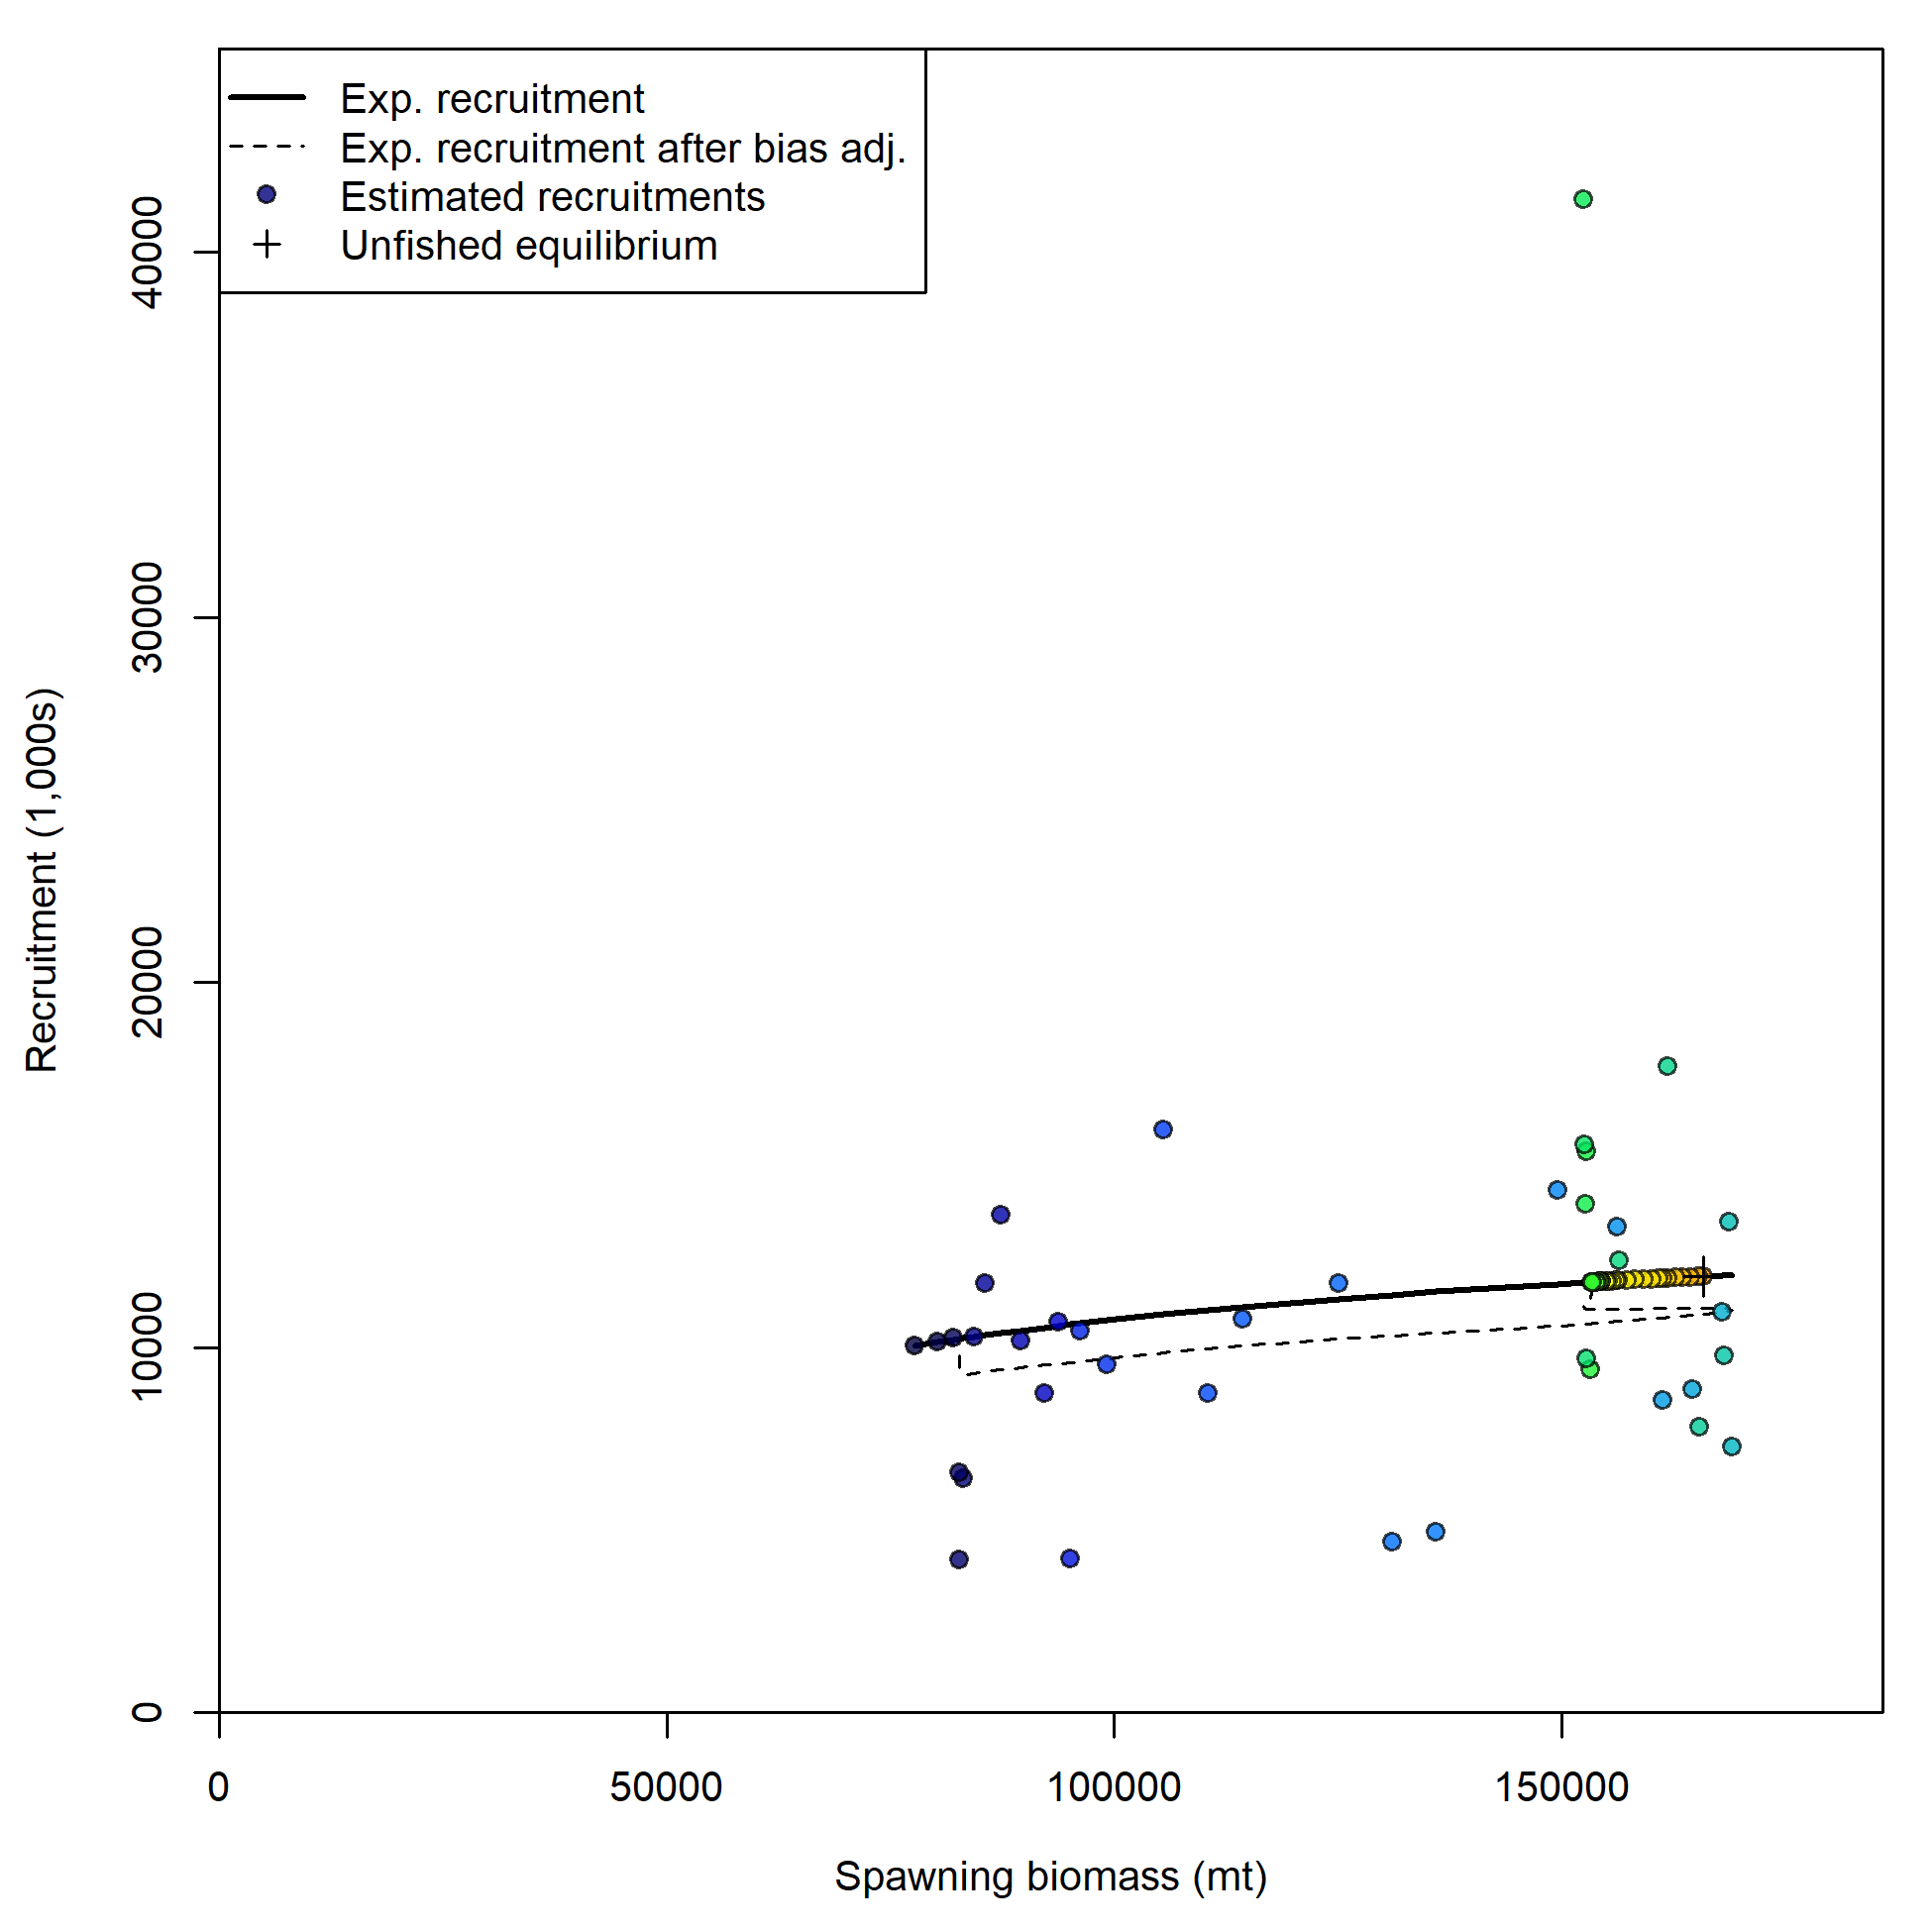 Exp. recruitment
Exp. recruitment after bias adj.
Estimated recruitments
Unfished equilibrium
40000
30000
20000
10000
0
Recruitment (1,000s)
0 50000 100000 150000
Spawning biomass (mt)